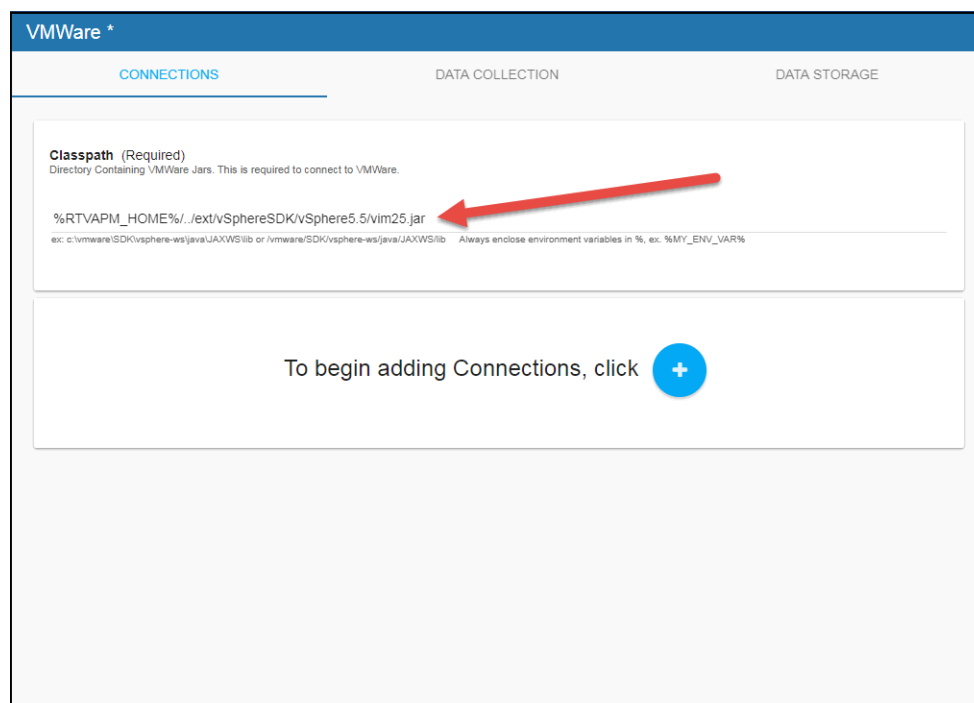 VMWare *
CONNECTIONS DATA COLLECTION DATA STORAGE
Classpath (Required)
Directory Containing VMWare Jars. This is required to connect to VMWare.
%RTVAPM_HOME%/../ext/vSphereSDK/vSphere5.5/vim25.jar
ex: c:\vmware\SDK\vsphere-ws\java\JAXWS\lib or /vmware/SDK/vsphere-ws/java/JAXWS/lib Always enclose environment variables in %, ex. %MY_ENV_VAR%
To begin adding Connections, click +